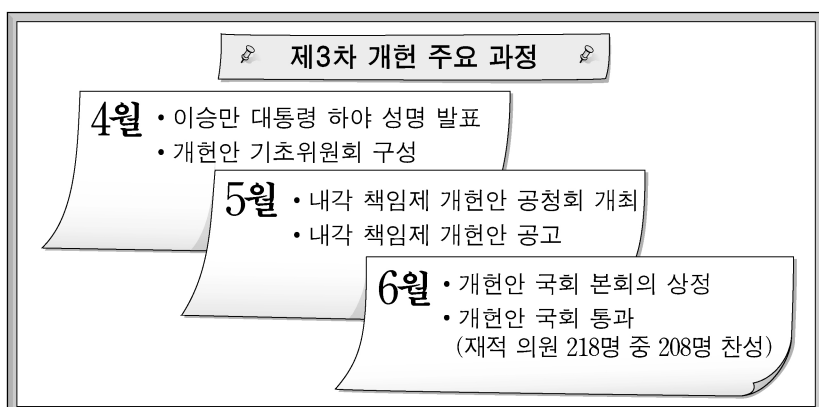 제3차 개헌 주요 과정
4월 • 이승만 대통령 하야 성명 발표
• 개헌안 기초위원회 구성
5월 • 내각 책임제 개헌안 공청회 개최
• 내각 책임제 개헌안 공고
6월 • 개헌안 국회 본회의 상정
• 개헌안 국회 통과
(재적 의원 218명 중 208명 찬성)